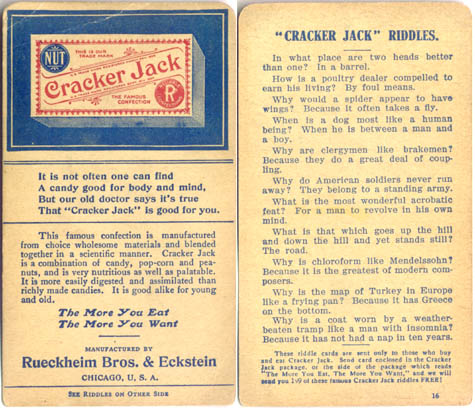 THIS IS OUR
TRADE MARK
NUT
Cracker Jack
THE FAMOUS
CONFECTION
R
It is not often one can find
A candy good for body and mind,
But our old doctor says it's true
That "Cracker Jack" is good for you.
This famous confection is manufactured
from choice wholesome materials and blended
together in a scientific manner. Cracker Jack
is a combination of candy, pop-corn and pea-
nuts, and is very nutritious as well as palatable.
It is more easily digested and assimilated than
richly made candies. It is good alike for young
and old.
The More You Eat
The More You Want
MANUFACTURED BY
Rueckheim Bros. & Eckstein
CHICAGO, U. S. A.
SEE RIDDLES ON OTHER SIDE
"CRACKER JACK" RIDDLES.
In what place are two heads better
than one? In a barrel.
How is a poultry dealer compelled to
earn his living? By foul means.
Why would a spider appear to have
wings? Because it often takes a fly.
When is a dog most like a human
being? When he is between a man and
a boy.
Why are clergymen like brakemen?
Because they do a great deal of coup-
ling.
Why do American soldiers never run
away? They belong to a standing army.
What is the most wonderful acrobatic
feat? For a man to revolve in his own
mind.
What is that which goes up the hill
and down the hill and yet stands still?
The road.
Why is chloroform like Mendelssohn?
Because it is the greatest of modern com-
posers.
Why is the map of Turkey in Europe
like a frying pan? Because it has Greece
on the bottom.
Why is a coat worn by a weather-
beaten tramp like a man with insomnia?
Because it has not had a nap in ten years.
These riddle cards are sent only to those who buy
and eat Cracker Jack. Send card enclosed in the Cracker
Jack package, or the side of the package which reads
"The More You Eat, The More You Want," and we will
send you 1 to 9 of these famous Cracker Jack riddles FREE!
16